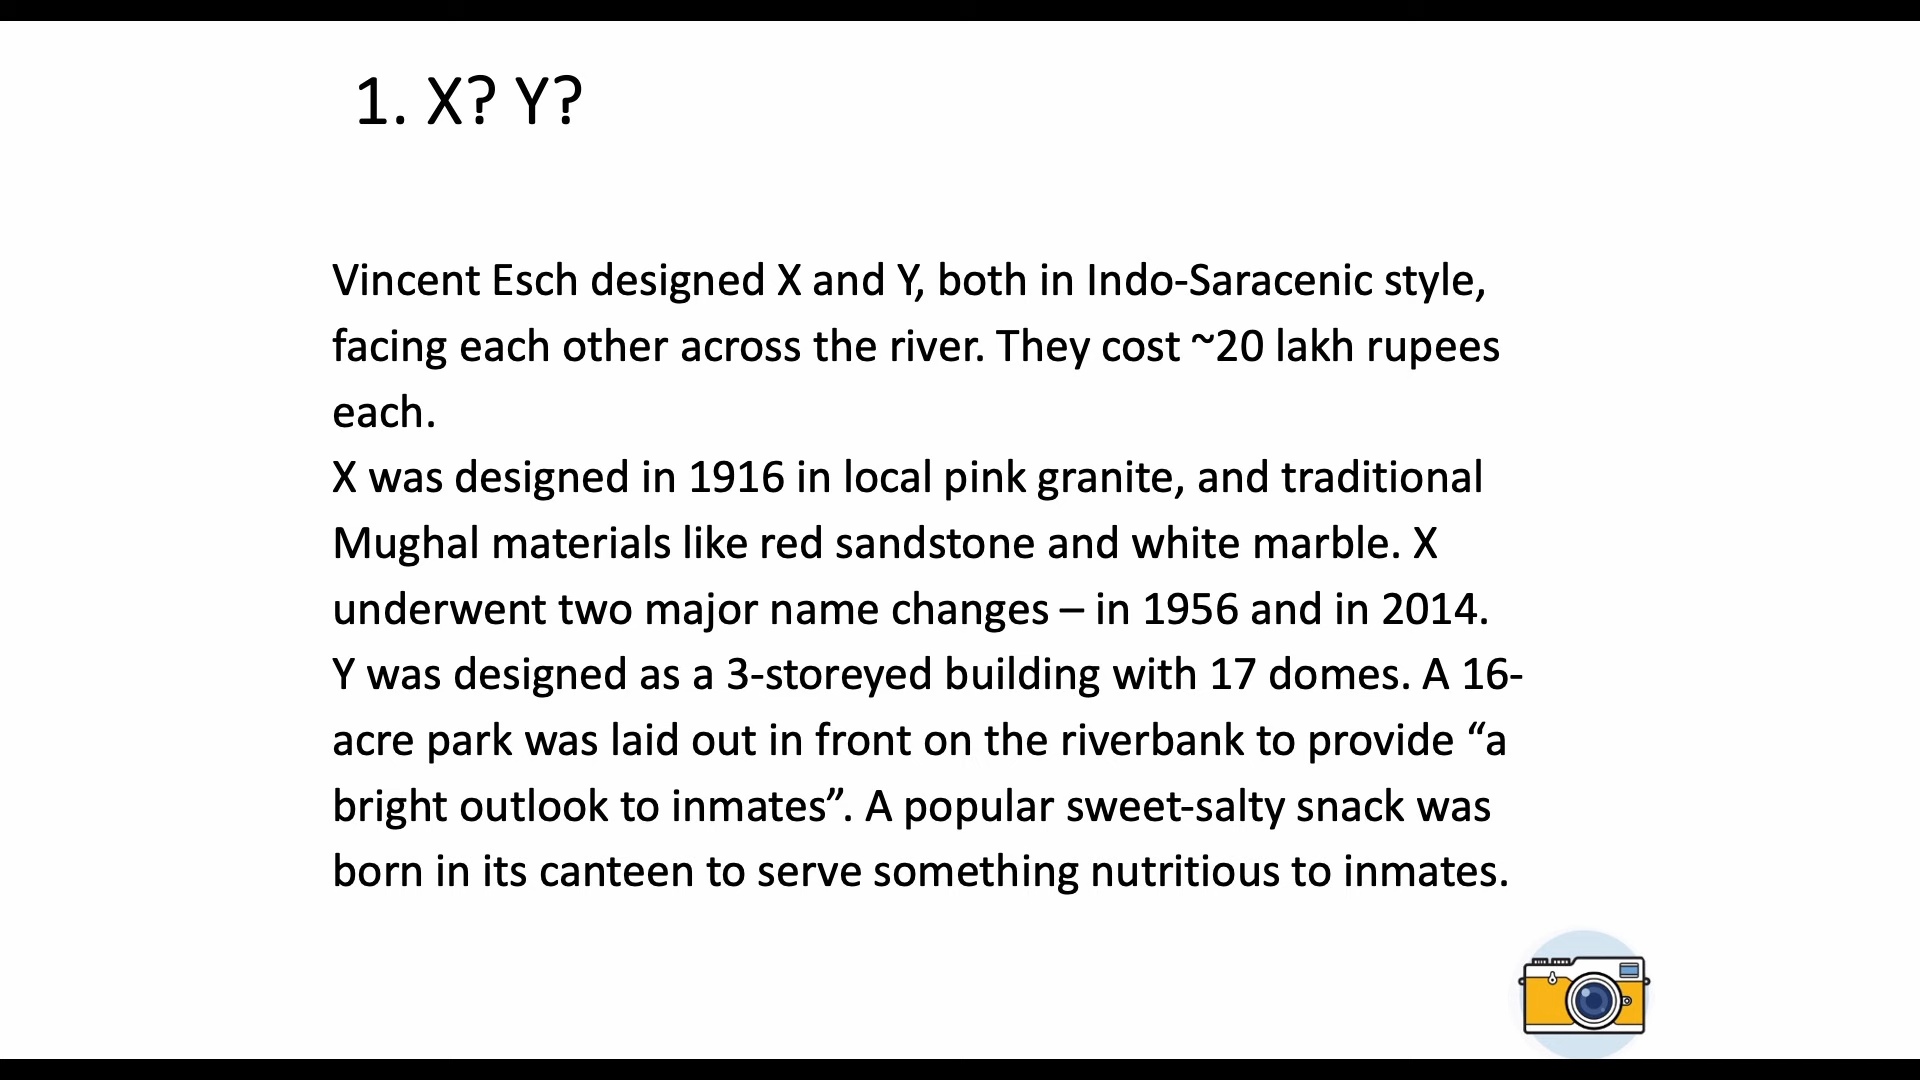 1. X? Y?
Vincent Esch designed X and Y, both in Indo-Saracenic style,
facing each other across the river. They cost ~20 lakh rupees
each.
X was designed in 1916 in local pink granite, and traditional
Mughal materials like red sandstone and white marble. X
underwent two major name changes – in 1956 and in 2014.
Y was designed as a 3-storeyed building with 17 domes. A 16-
acre park was laid out in front on the riverbank to provide “a
bright outlook to inmates”. A popular sweet-salty snack was
born in its canteen to serve something nutritious to inmates.